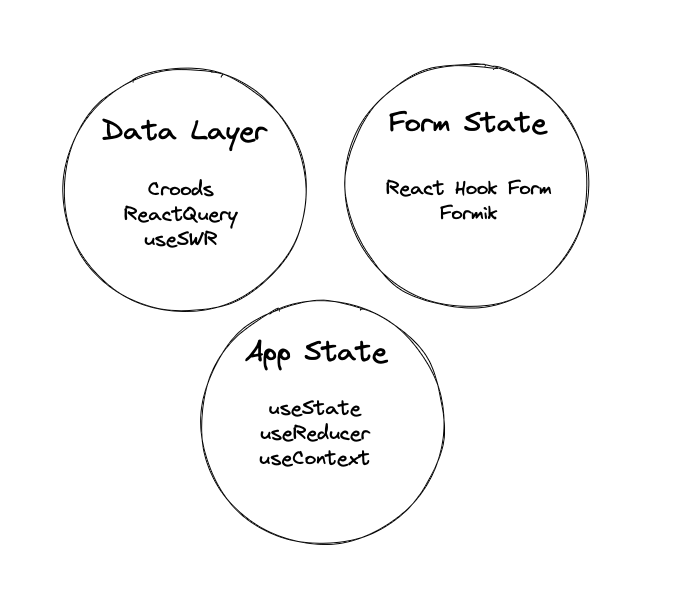 Data Layer
Croods
ReactQuery
useSWR
Form State
React Hook Form
Formik
App State
useState
useReducer
useContext